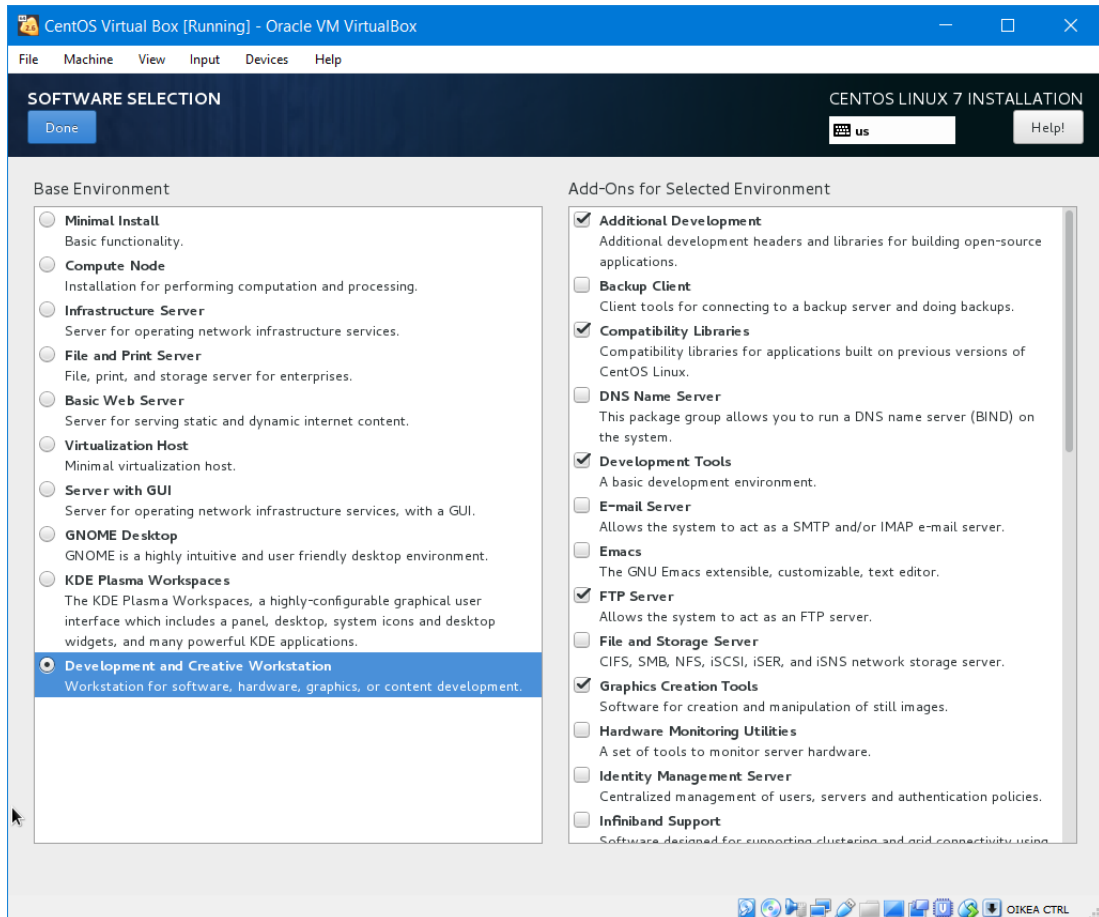 CentOS Virtual Box [Running] - Oracle VM VirtualBox
File Machine View Input Devices Help
SOFTWARE SELECTION
Done
CENTOS LINUX 7 INSTALLATION
us
Help!
Base Environment
Minimal Install
Basic functionality.
Compute Node
Installation for performing computation and processing.
Infrastructure Server
Server for operating network infrastructure services.
File and Print Server
File, print, and storage server for enterprises.
Basic Web Server
Server for serving static and dynamic internet content.
Virtualization Host
Minimal virtualization host.
Server with GUI
Server for operating network infrastructure services, with a GUI.
GNOME Desktop
GNOME is a highly intuitive and user friendly desktop environment.
KDE Plasma Workspaces
The KDE Plasma Workspaces, a highly-configurable graphical user
interface which includes a panel, desktop, system icons and desktop
widgets, and many powerful KDE applications.
Development and Creative Workstation
Workstation for software, hardware, graphics, or content development.
Add-Ons for Selected Environment
Additional Development
Additional development headers and libraries for building open-source
applications.
Backup Client
Client tools for connecting to a backup server and doing backups.
Compatibility Libraries
Compatibility libraries for applications built on previous versions of
CentOS Linux.
DNS Name Server
This package group allows you to run a DNS name server (BIND) on
the system.
Development Tools
A basic development environment.
E-mail Server
Allows the system to act as a SMTP and/or IMAP e-mail server.
Emacs
The GNU Emacs extensible, customizable, text editor.
FTP Server
Allows the system to act as an FTP server.
File and Storage Server
CIFS, SMB, NFS, iSCSI, iSER, and iSNS network storage server.
Graphics Creation Tools
Software for creation and manipulation of still images.
Hardware Monitoring Utilities
A set of tools to monitor server hardware.
Identity Management Server
Centralized management of users, servers and authentication policies.
Infiniband Support
Software designed for supporting clustering and grid connectivity using
OIKEA CTRL